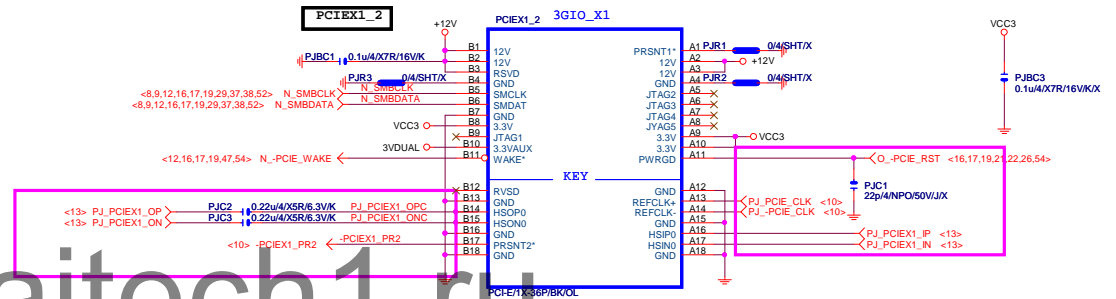 PCIEX1_2
PCIEX1_2 3GIO_X1
+12V
VCC3
PJBC1 0.1u/4/X7R/16V/K
B1 12V
B2 12V
B3 RSVD
B4 GND
B5 SMCLK
B6 SMDAT
B7 GND
B8 3.3V
B9 JTAG1
B10 3.3VAUX
B11 WAKE*
PJR3 0/4/SHT/X
<8,9,12,16,17,19,29,37,38,52> N_SMBCLK N_SMBCLK
<8,9,12,16,17,19,29,37,38,52> N_SMBDATA N_SMBDATA
VCC3
3VDUAL
<12,16,17,19,47,54> N_-PCIE_WAKE
PRSNT1* A1 PJR1 0/4/SHT/X
12V A2 +12V
12V A3
GND A4 PJR2 0/4/SHT/X
JTAG2 A5
JTAG3 A6
JTAG4 A7
JYAG5 A8
3.3V A9 VCC3
3.3V A10
PWRGD A11 O_-PCIE_RST <16,17,19,21,22,26,54>
PJBC3
0.1u/4/X7R/16V/K/X
KEY
PJC1
22p/4/NPO/50V/J/X
B12 RVSD
B13 GND
B14 HSOP0
B15 HSON0
B16 GND
B17 PRSNT2*
B18 GND
<13> PJ_PCIEX1_OP PJC2 0.22u/4/X5R/6.3V/K PJ_PCIEX1_OPC
<13> PJ_PCIEX1_ON PJC3 0.22u/4/X5R/6.3V/K PJ_PCIEX1_ONC
<10> -PCIEX1_PR2 -PCIEX1_PR2
GND A12
REFCLK+ A13 PJ_PCIE_CLK <10>
REFCLK- A14 PJ_-PCIE_CLK <10>
GND A15
HSIP0 A16 PJ_PCIEX1_IP <13>
HSIN0 A17 PJ_PCIEX1_IN <13>
GND A18
PCI-E/1X-36P/BK/OL
aitech1.ru